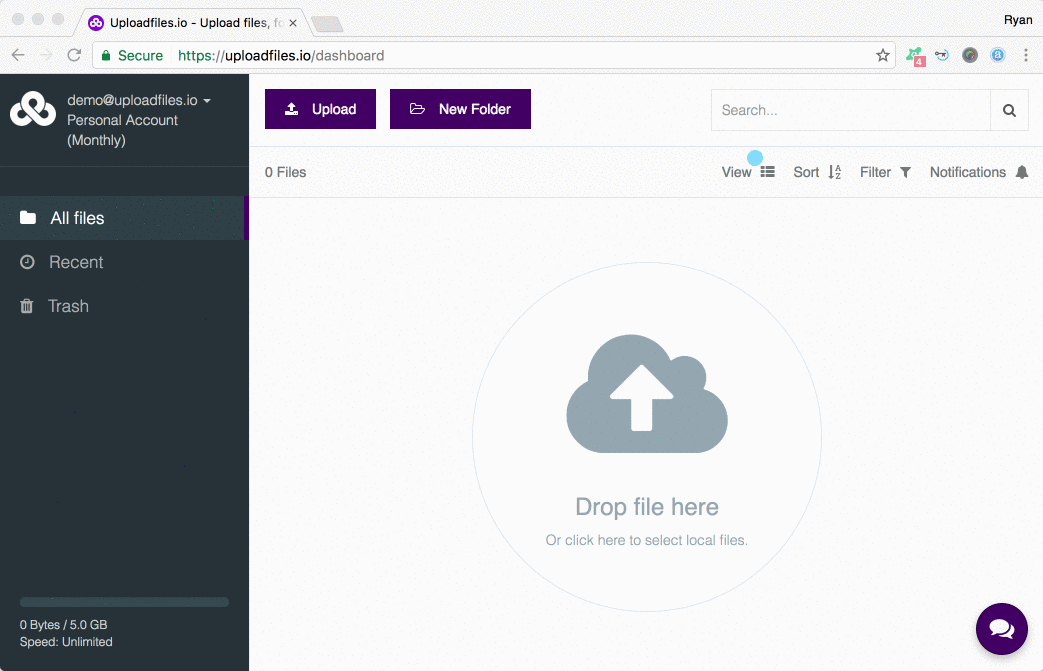 Uploadfiles.io - Upload files, fo
Ryan
Secure
https://uploadfiles.io/dashboard
4
a
demo@uploadfiles.io
Personal Account
(Monthly)
Upload
New Folder
Search...
0 Files
View
Sort
A
Z
Filter
Notifications
All files
Recent
Trash
Drop file here
Or click here to select local files.
0 Bytes / 5.0 GB
Speed: Unlimited